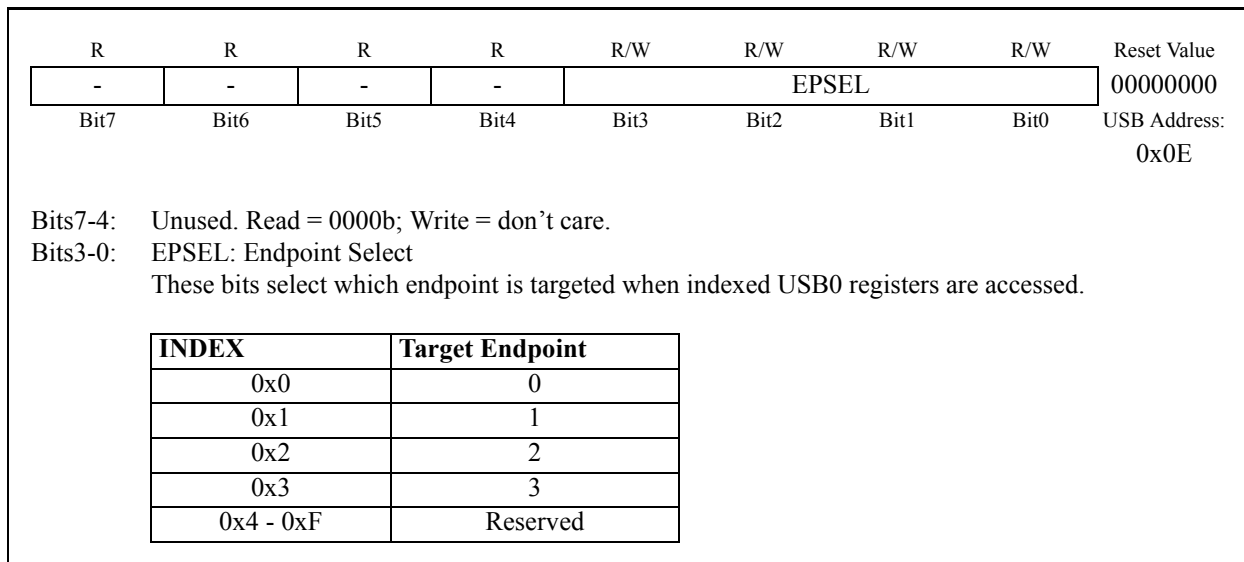 R R R R R/W R/W R/W R/W Reset Value
- - - - EPSEL 00000000
Bit7 Bit6 Bit5 Bit4 Bit3 Bit2 Bit1 Bit0 USB Address:
0x0E
Bits7-4: Unused. Read = 0000b; Write = don’t care.
Bits3-0: EPSEL: Endpoint Select
These bits select which endpoint is targeted when indexed USB0 registers are accessed.
INDEX Target Endpoint
0x0 0
0x1 1
0x2 2
0x3 3
0x4 - 0xF Reserved